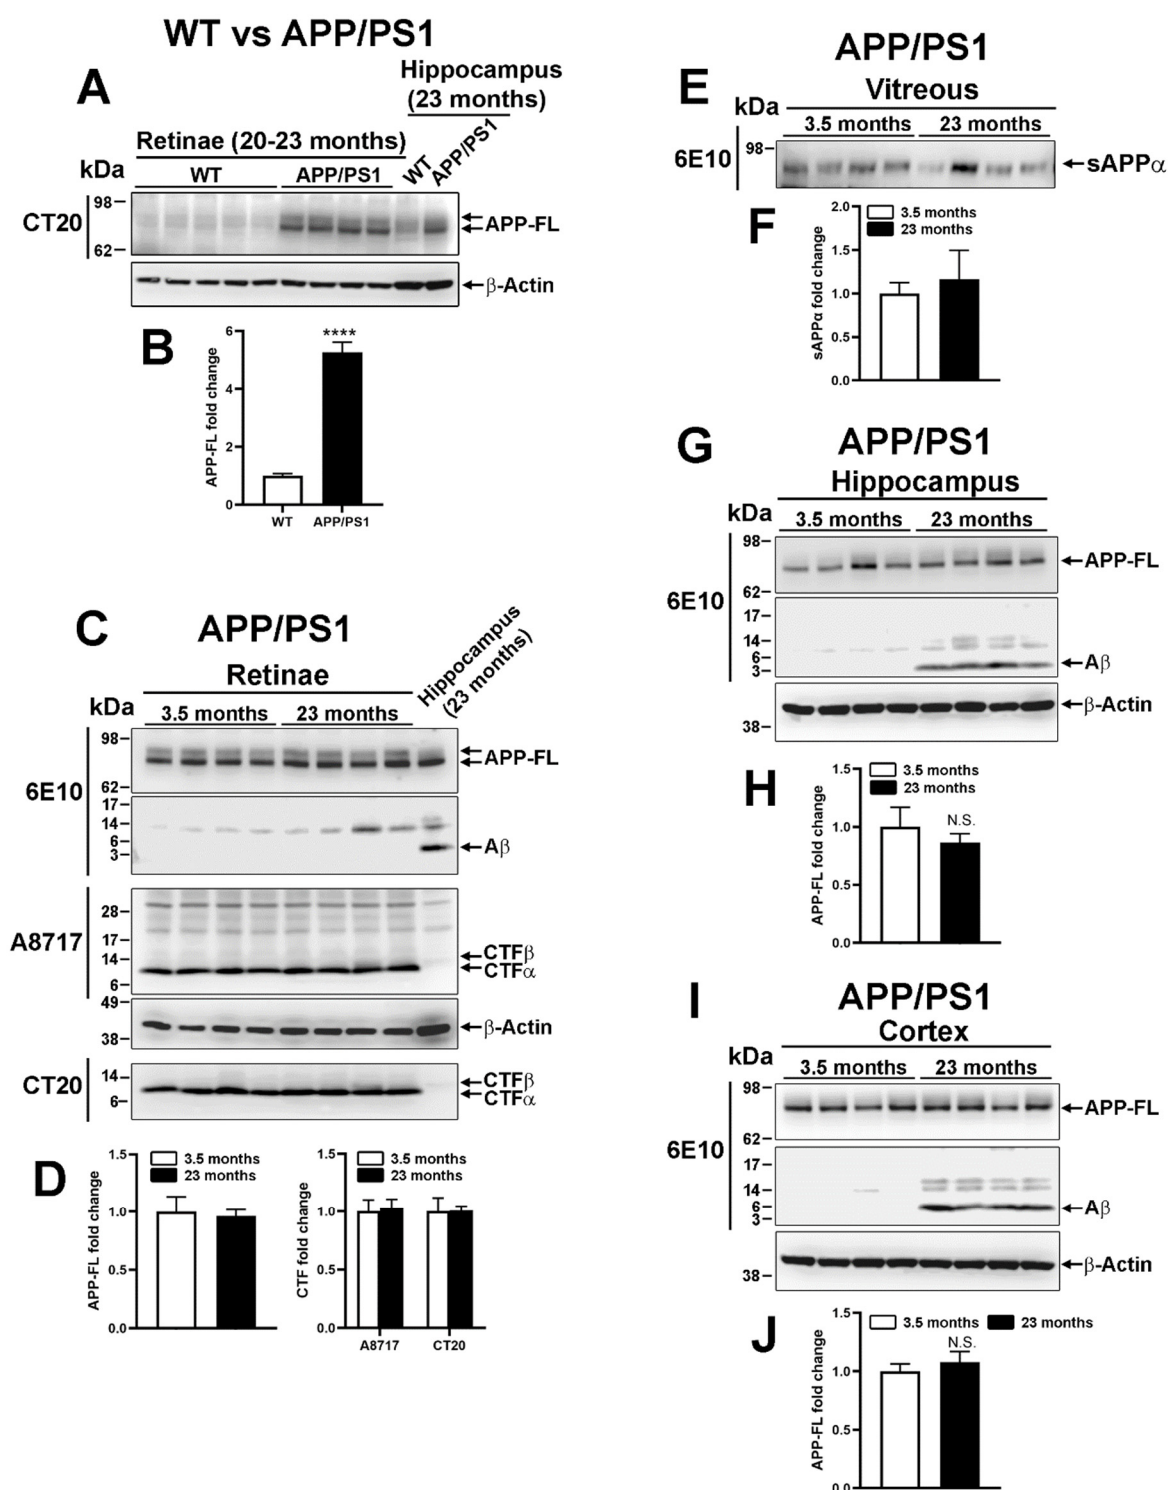 WT vs APP/PS1
A
Hippocampus
(23 months)
Retinae (20-23 months)
WT
APP/PS1
kDa
WT
APP/PS1
98
CT20
APP-FL
62
β-Actin
B
6
4
2
0
APP-FL fold change
****
WT
APP/PS1
C
APP/PS1
Retinae
Hippocampus
(23 months)
kDa
3.5 months
23 months
98
APP-FL
6E10
62
17
14
6
3
Aβ
28
A8717
17
14
CTFβ
CTFα
6
49
β-Actin
38
CT20
14
CTFβ
CTFα
6
D
1.5
1.0
0.5
0.0
APP-FL fold change
3.5 months
23 months
1.5
1.0
0.5
0.0
CTF fold change
3.5 months
23 months
A8717
CT20
APP/PS1
E
Vitreous
kDa
3.5 months
23 months
6E10
98
sAPPα
F
2.0
1.5
1.0
0.5
0.0
sAPPα fold change
3.5 months
23 months
G
APP/PS1
Hippocampus
kDa
3.5 months
23 months
98
APP-FL
62
6E10
17
14
6
3
Aβ
β-Actin
38
H
1.5
1.0
0.5
0.0
APP-FL fold change
3.5 months
23 months
N.S.
I
APP/PS1
Cortex
kDa
3.5 months
23 months
98
APP-FL
62
6E10
17
14
6
3
Aβ
β-Actin
38
J
1.5
1.0
0.5
0.0
APP-FL fold change
3.5 months
23 months
N.S.